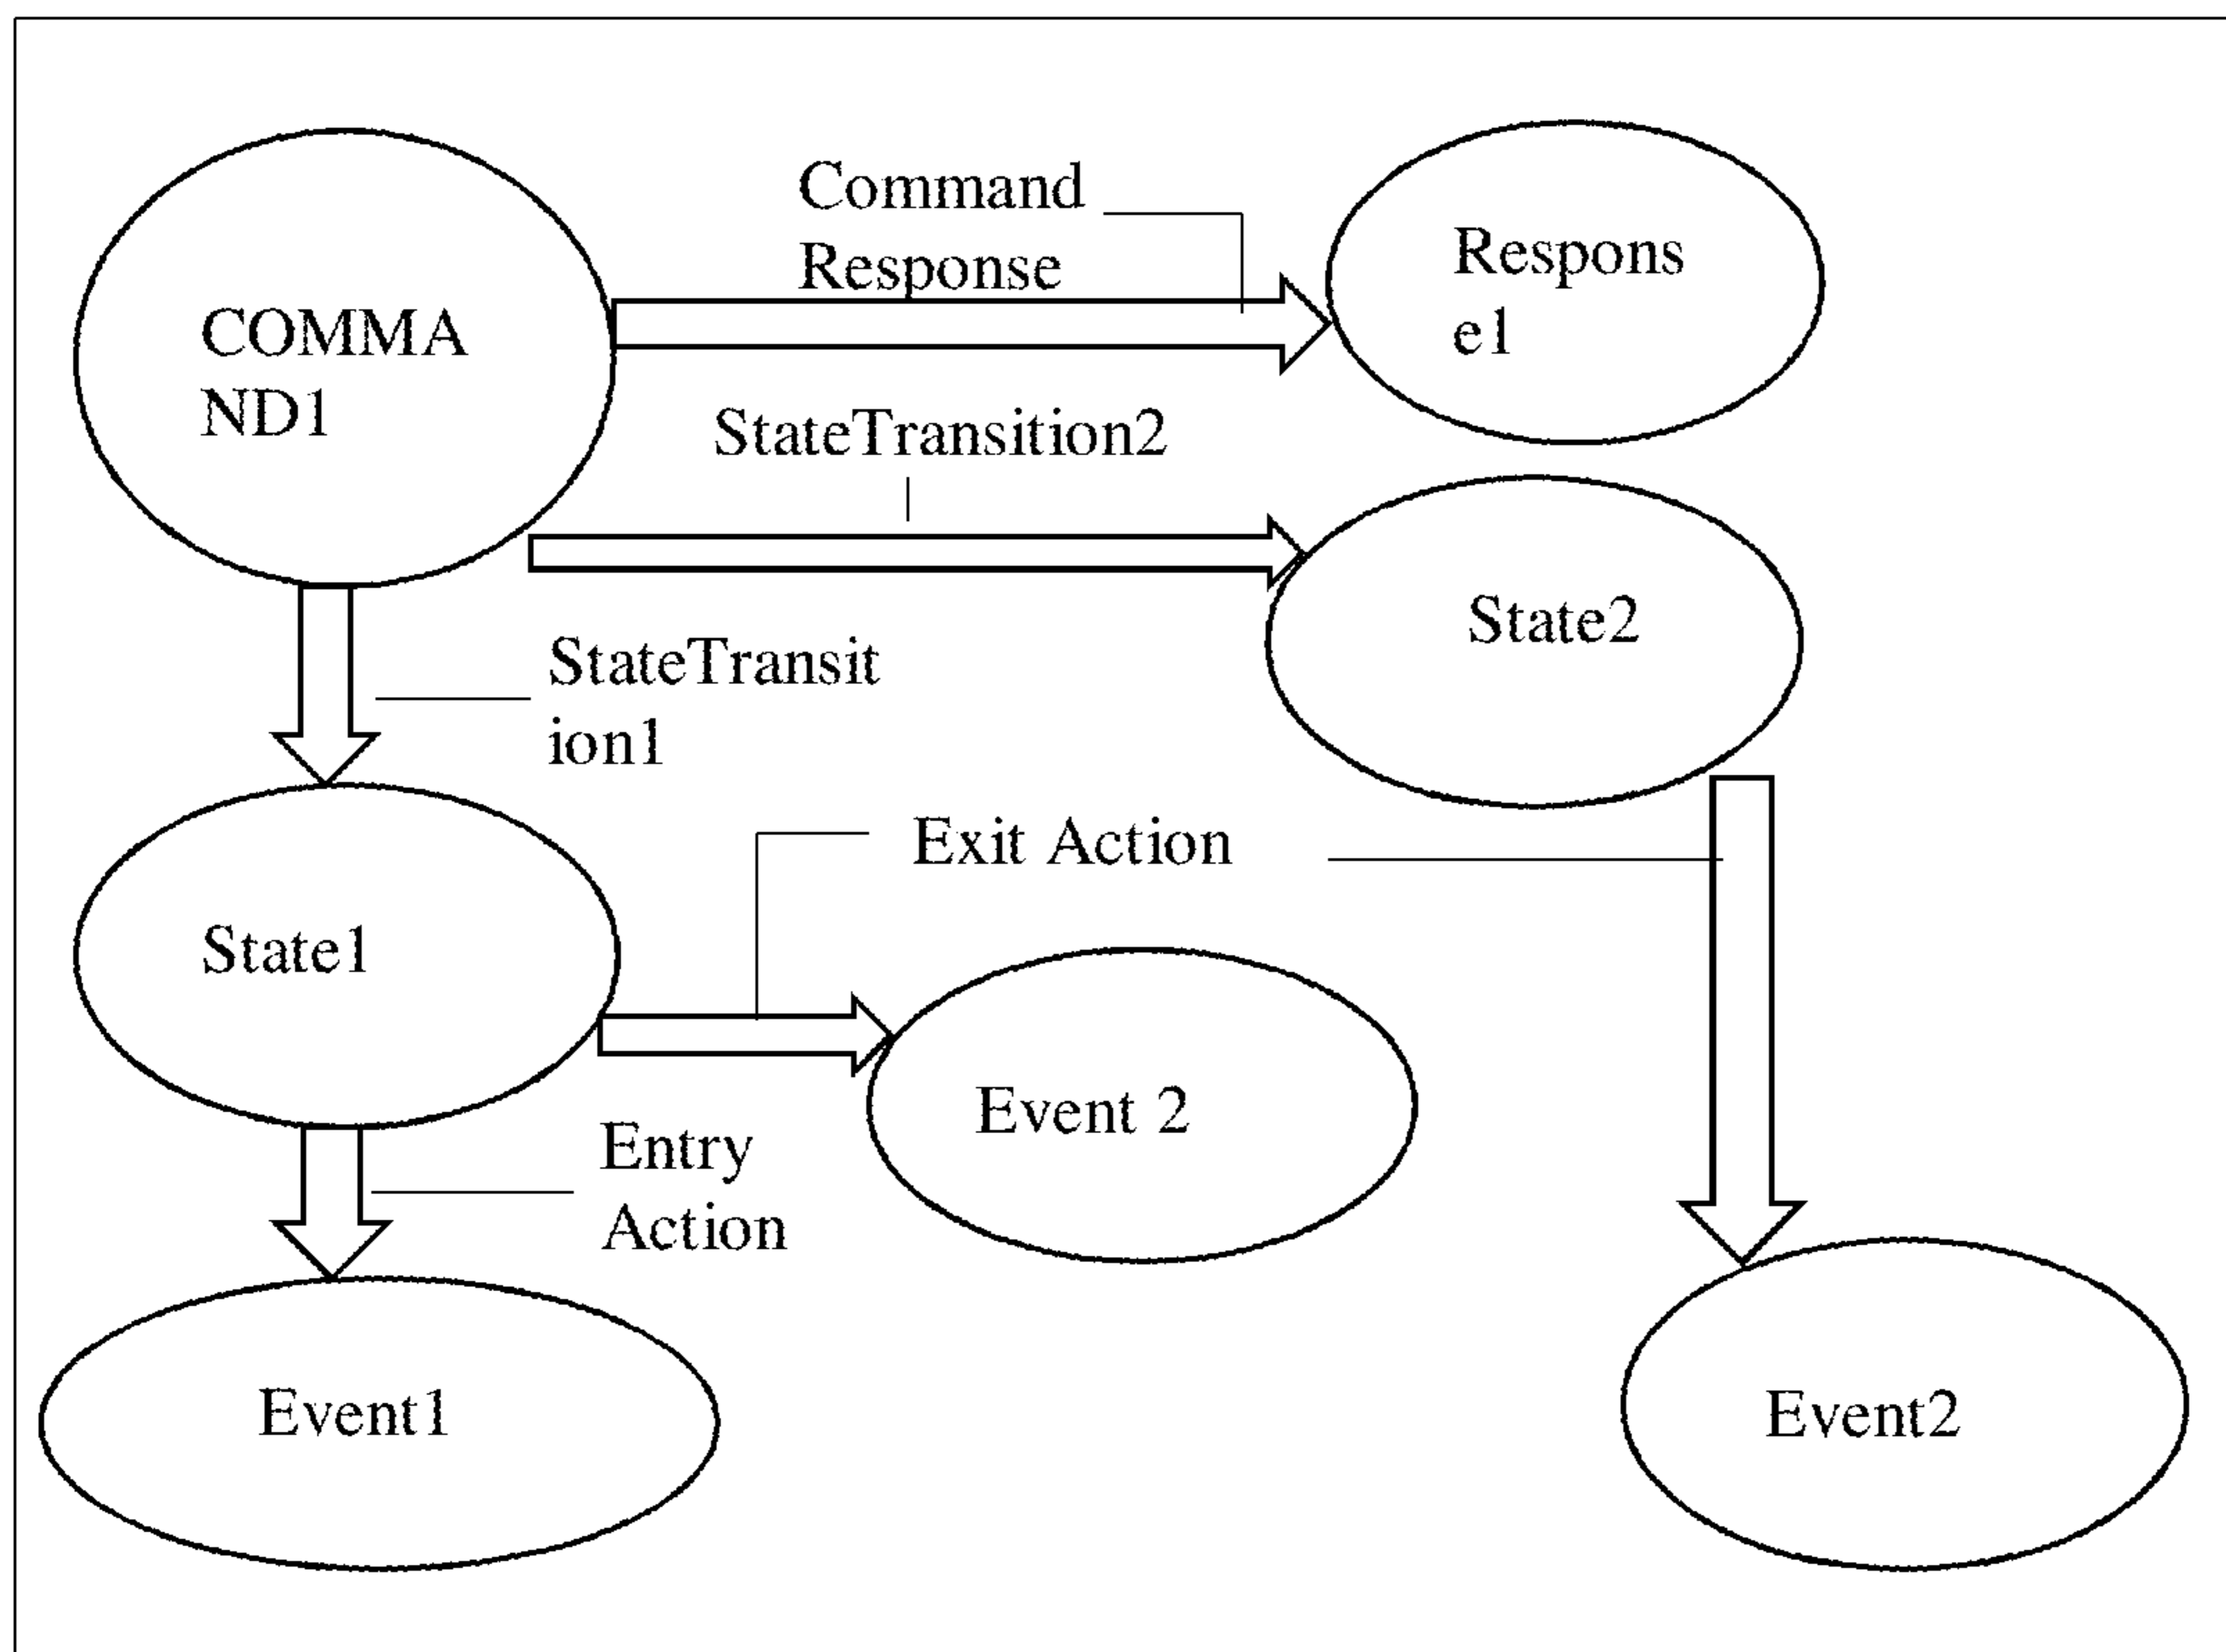 Command
Response
Respons
e1
COMMA
ND1
StateTransition2
State2
StateTransit
ion1
Exit Action
State1
Event 2
Entry
Action
Event1
Event2